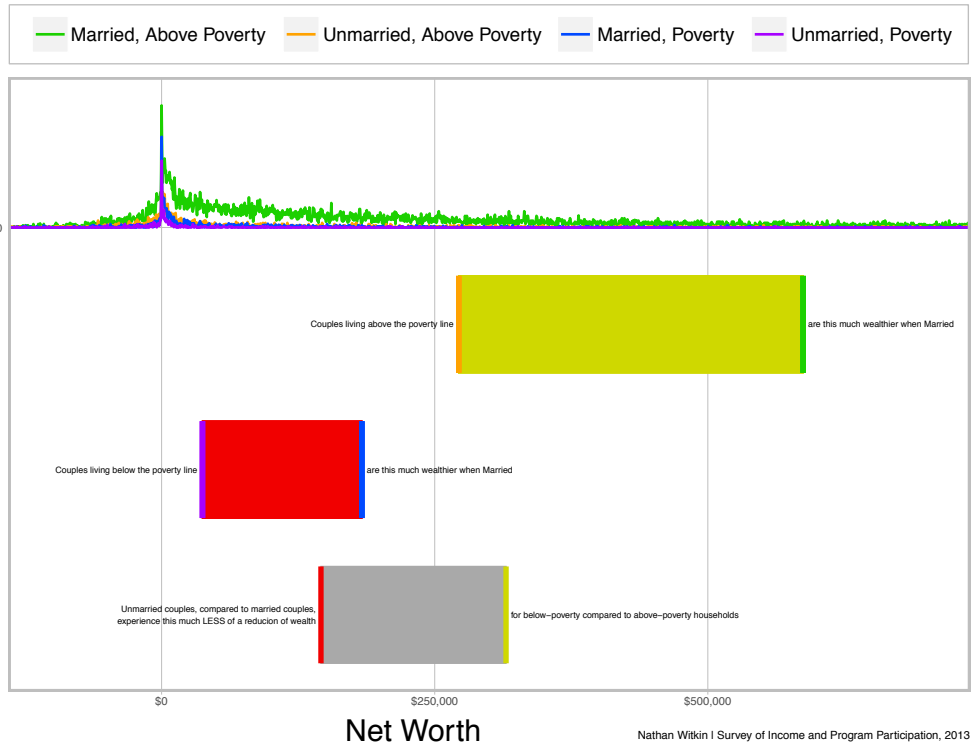 Married, Above Poverty
Unmarried, Above Poverty
Married, Poverty
Unmarried, Poverty
0
Couples living above the poverty line
are this much wealthier when Married
Couples living below the poverty line
are this much wealthier when Married
Unmarried couples, compared to married couples,
experience this much LESS of a reducion of wealth
for below−poverty compared to above−poverty households
$0
$250,000
$500,000
Net Worth
Nathan Witkin | Survey of Income and Program Participation, 2013